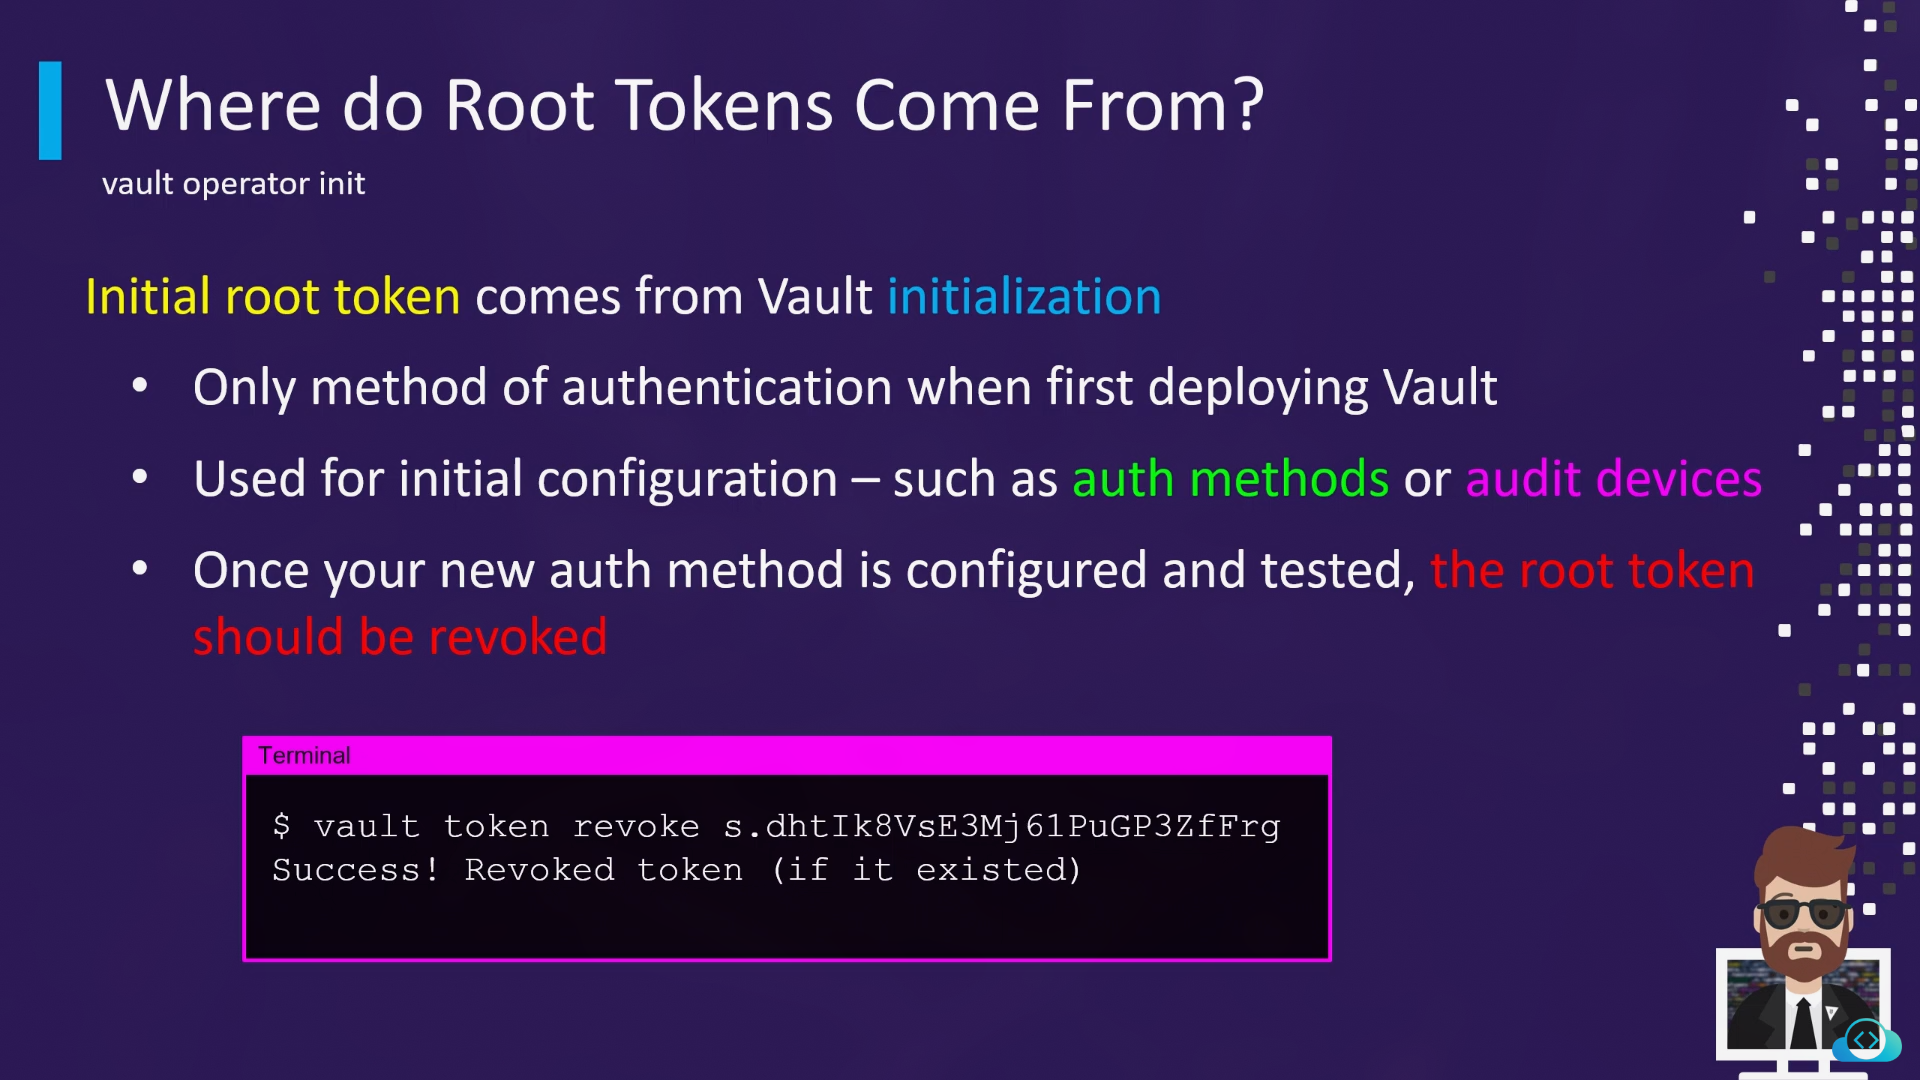 Where do Root Tokens Come From?
vault operator init
Initial root token comes from Vault initialization
• Only method of authentication when first deploying Vault
• Used for initial configuration – such as auth methods or audit devices
• Once your new auth method is configured and tested, the root token
should be revoked
Terminal
$ vault token revoke s.dhtIk8VsE3Mj61PuGP3ZfFrg
Success! Revoked token (if it existed)